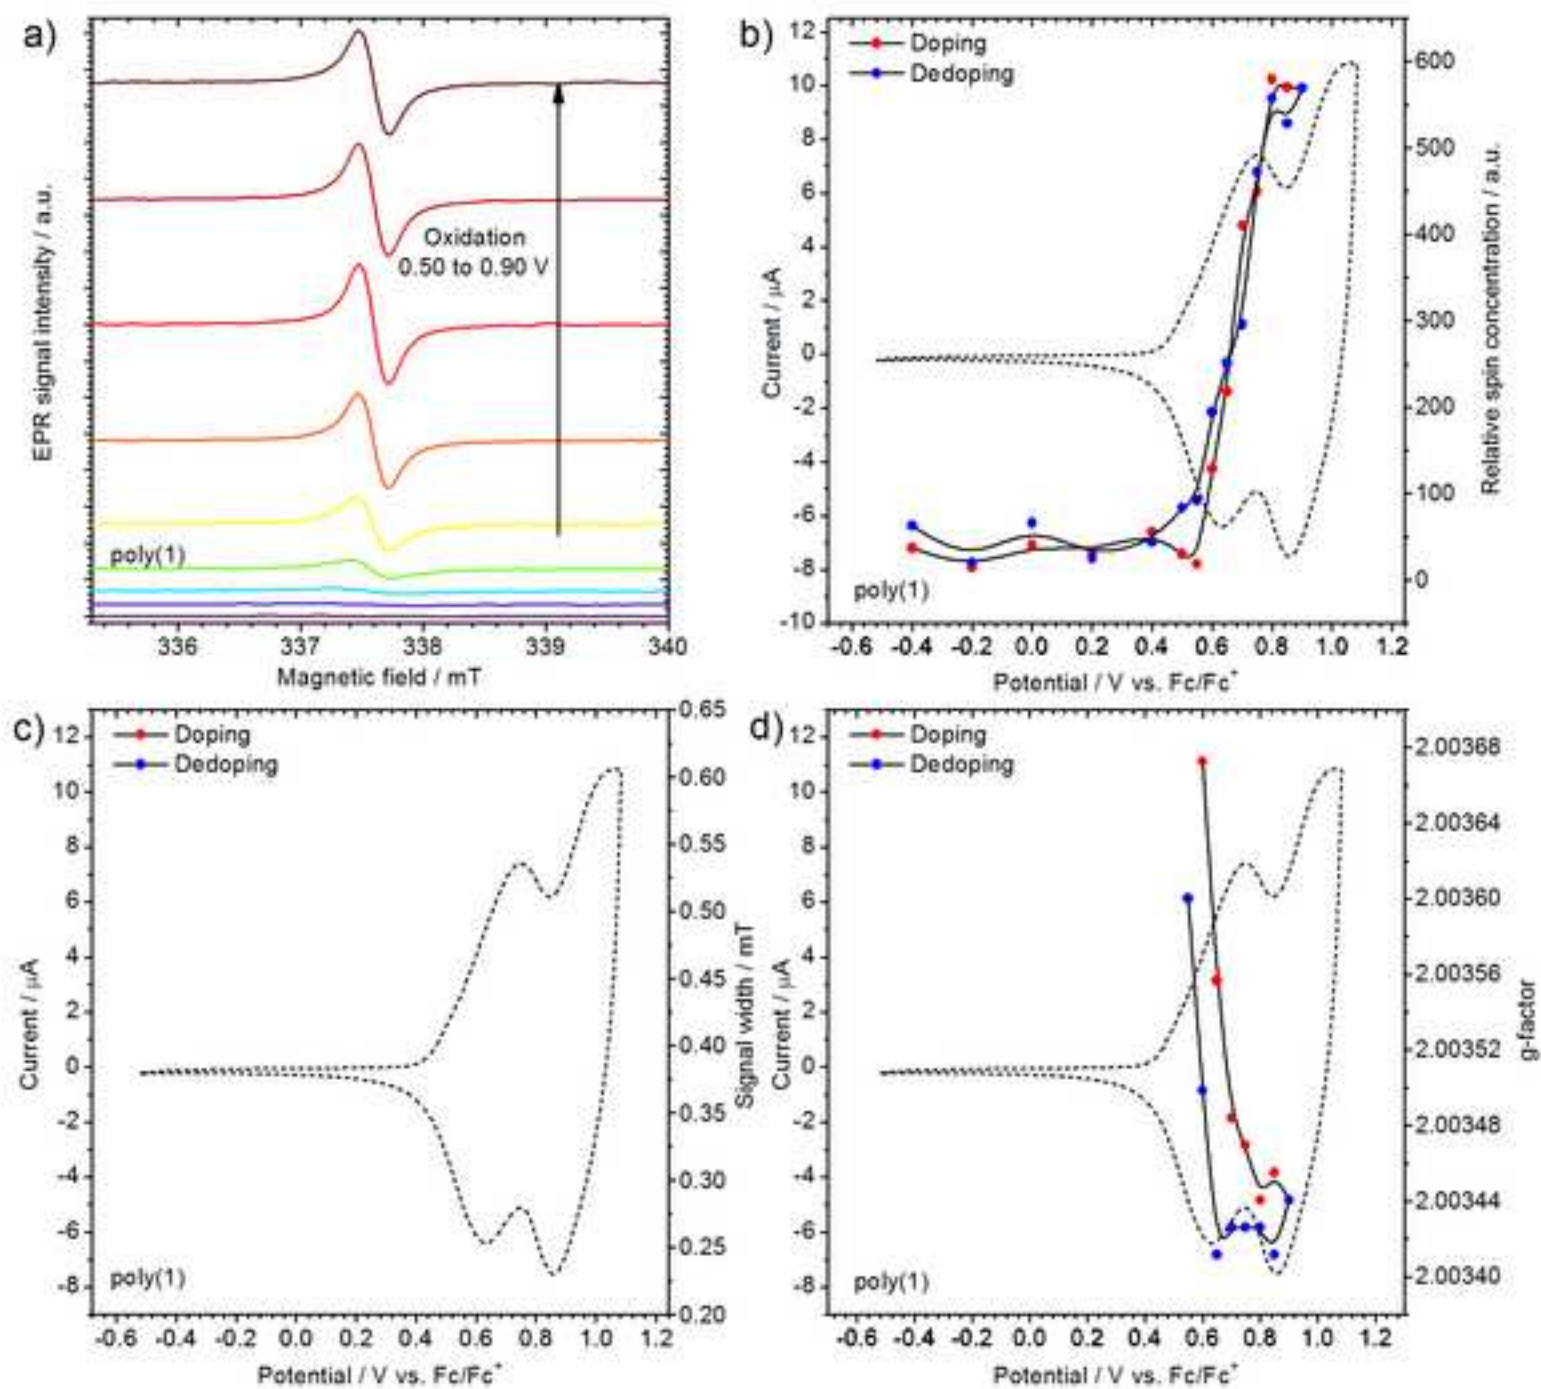 a)
EPR signal intensity / a.u.
Oxidation
0.50 to 0.90 V
poly(1)
336 337 338 339 340
Magnetic field / mT
b)
Doping
Dedoping
12
10
8
6
4
2
0
-2
-4
-6
-8
-10
Current / μA
600
500
400
300
200
100
0
Relative spin concentration / a.u.
poly(1)
-0.6 -0.4 -0.2 0.0 0.2 0.4 0.6 0.8 1.0 1.2
Potential / V vs. Fc/Fc⁺
c)
Doping
Dedoping
12
10
8
6
4
2
0
-2
-4
-6
-8
Current / μA
0.65
0.60
0.55
0.50
0.45
0.40
0.35
0.30
0.25
0.20
Signal width / mT
poly(1)
-0.6 -0.4 -0.2 0.0 0.2 0.4 0.6 0.8 1.0 1.2
Potential / V vs. Fc/Fc⁺
d)
Doping
Dedoping
12
10
8
6
4
2
0
-2
-4
-6
-8
Current / μA
2.00368
2.00364
2.00360
2.00356
2.00352
2.00348
2.00344
2.00340
g-factor
poly(1)
-0.6 -0.4 -0.2 0.0 0.2 0.4 0.6 0.8 1.0 1.2
Potential / V vs. Fc/Fc⁺